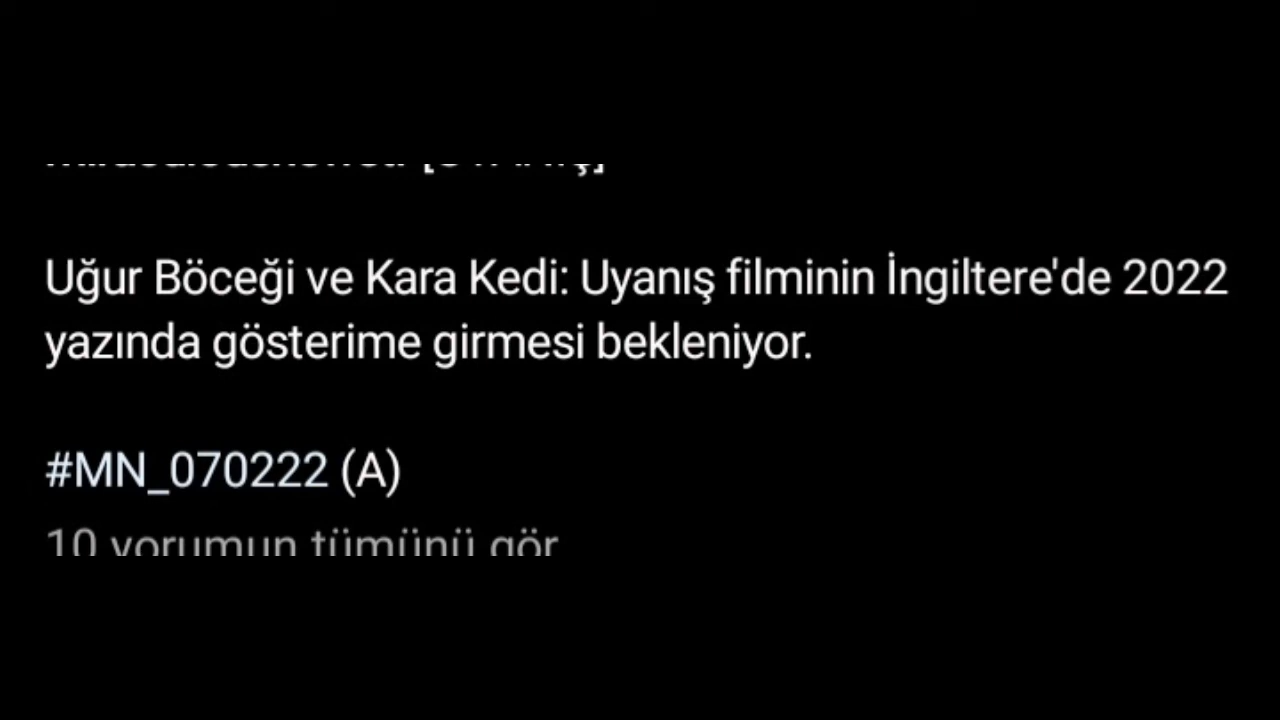 Uğur Böceği ve Kara Kedi: Uyanış filminin İngiltere'de 2022
yazında gösterime girmesi bekleniyor.
#MN_070222 (A)
10 yorumun tümünü gör